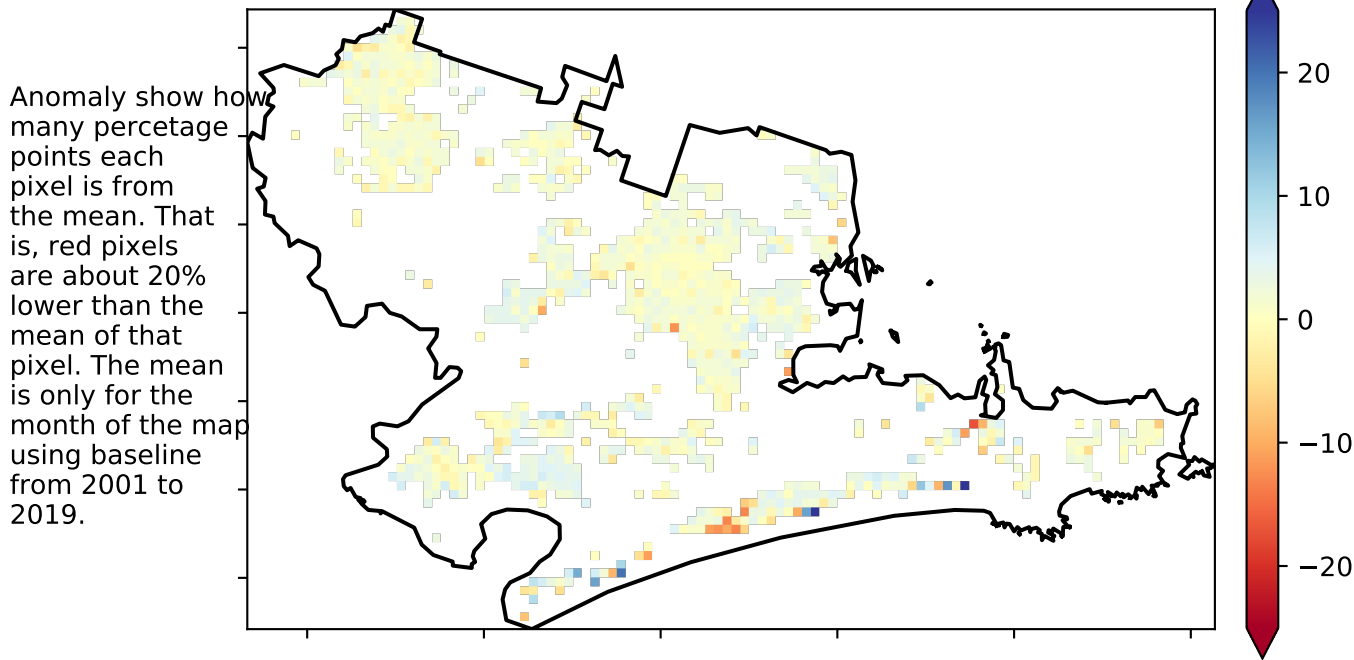 Anomaly show how
many percetage
points each
pixel is from
the mean. That
is, red pixels
are about 20%
lower than the
mean of that
pixel. The mean
is only for the
month of the map
using baseline
from 2001 to
2019.
20
10
0
−10
−20